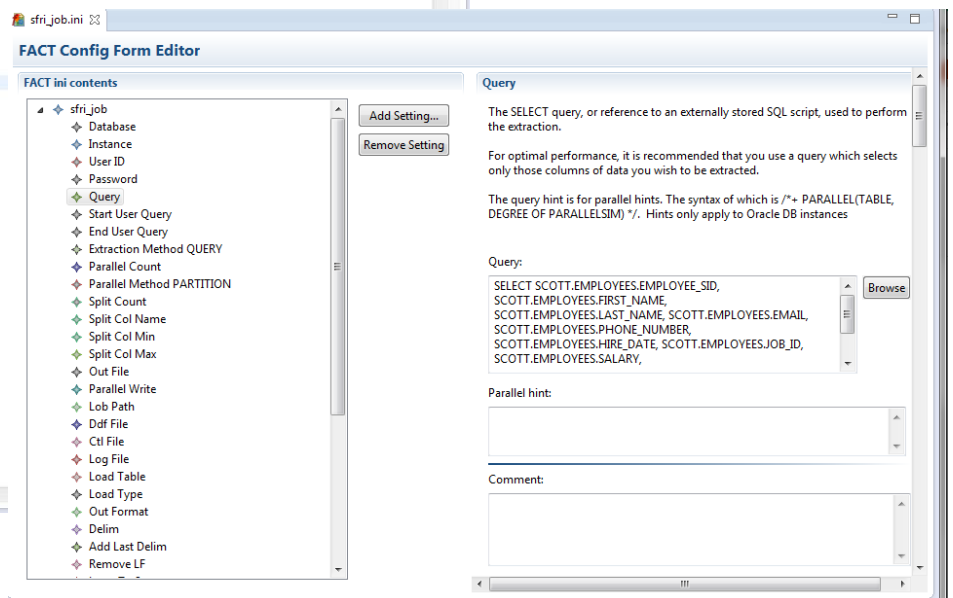 sfri_job.ini
FACT Config Form Editor
FACT ini contents
sfri_job
Database
Instance
User ID
Password
Query
Start User Query
End User Query
Extraction Method QUERY
Parallel Count
Parallel Method PARTITION
Split Count
Split Col Name
Split Col Min
Split Col Max
Out File
Parallel Write
Lob Path
Ddf File
Ctl File
Log File
Load Table
Load Type
Out Format
Delim
Add Last Delim
Remove LF
Add Setting...
Remove Setting
Query
The SELECT query, or reference to an externally stored SQL script, used to perform
the extraction.
For optimal performance, it is recommended that you use a query which selects
only those columns of data you wish to be extracted.
The query hint is for parallel hints. The syntax of which is /*+ PARALLEL(TABLE,
DEGREE OF PARALLELSIM) */.  Hints only apply to Oracle DB instances
Query:
SELECT SCOTT.EMPLOYEES.EMPLOYEE_SID,
SCOTT.EMPLOYEES.FIRST_NAME,
SCOTT.EMPLOYEES.LAST_NAME, SCOTT.EMPLOYEES.EMAIL,
SCOTT.EMPLOYEES.PHONE_NUMBER,
SCOTT.EMPLOYEES.HIRE_DATE, SCOTT.EMPLOYEES.JOB_ID,
SCOTT.EMPLOYEES.SALARY,
Browse
Parallel hint:
Comment: